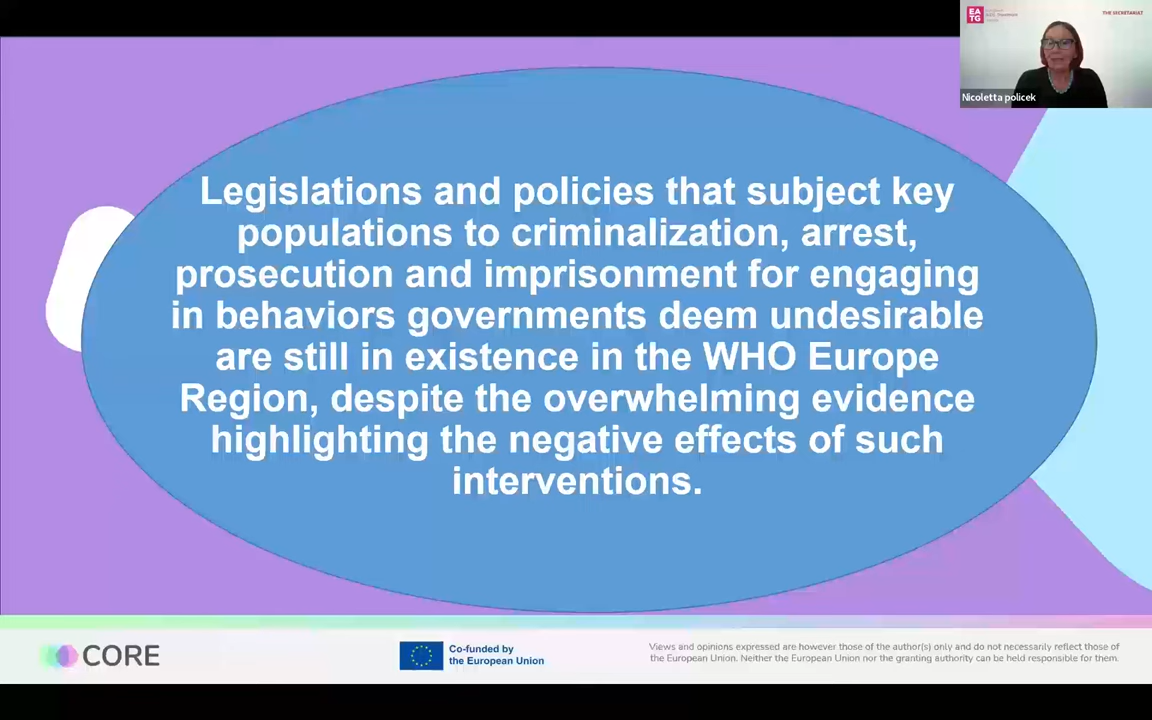 EA
TG
THE SECRETARIAT
Nicoletta policek
Legislations and policies that subject key
populations to criminalization, arrest,
prosecution and imprisonment for engaging
in behaviors governments deem undesirable
are still in existence in the WHO Europe
Region, despite the overwhelming evidence
highlighting the negative effects of such
interventions.
CORE
Co-funded by
the European Union
Views and opinions expressed are however those of the author(s) only and do not necessarily reflect those of
the European Union. Neither the European Union nor the granting authority can be held responsible for them.